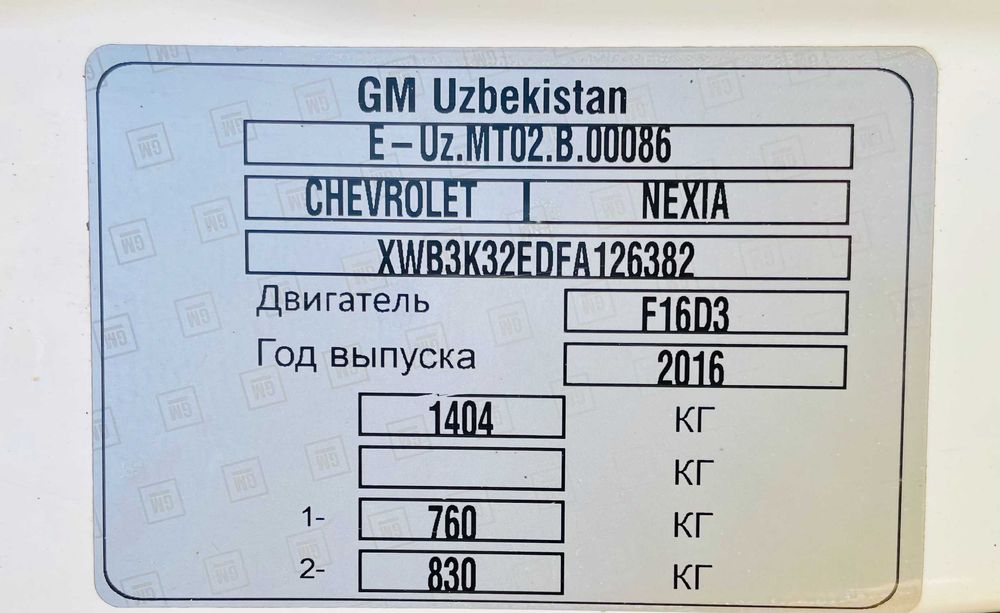 GM Uzbekistan
E – Uz.MT02.B.00086
CHEVROLET NEXIA
XWB3K32EDFA126382
Двигатель F16D3
Год выпуска 2016
1404 КГ
КГ
1- 760 КГ
2- 830 КГ